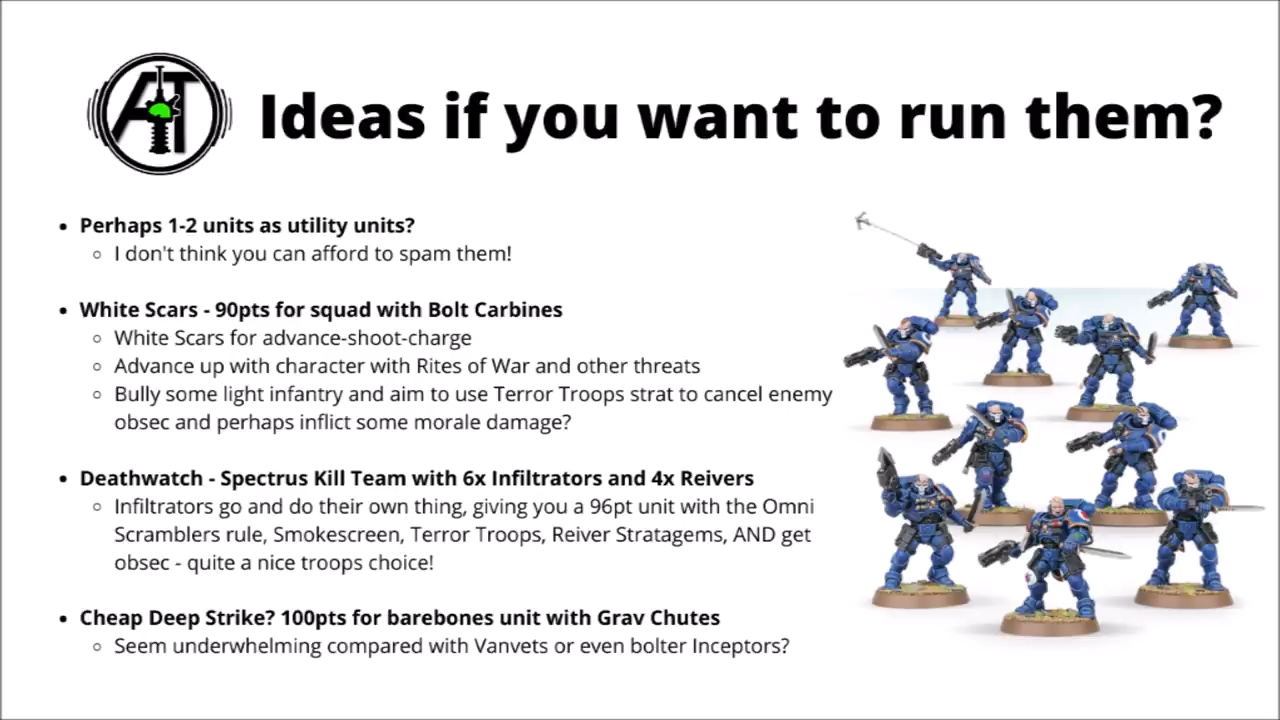 AT
Ideas if you want to run them?
• Perhaps 1-2 units as utility units?
◦ I don't think you can afford to spam them!
• White Scars - 90pts for squad with Bolt Carbines
◦ White Scars for advance-shoot-charge
◦ Advance up with character with Rites of War and other threats
◦ Bully some light infantry and aim to use Terror Troops strat to cancel enemy
obsec and perhaps inflict some morale damage?
• Deathwatch - Spectrus Kill Team with 6x Infiltrators and 4x Reivers
◦ Infiltrators go and do their own thing, giving you a 96pt unit with the Omni
Scramblers rule, Smokescreen, Terror Troops, Reiver Stratagems, AND get
obsec - quite a nice troops choice!
• Cheap Deep Strike? 100pts for barebones unit with Grav Chutes
◦ Seem underwhelming compared with Vanvets or even bolter Inceptors?